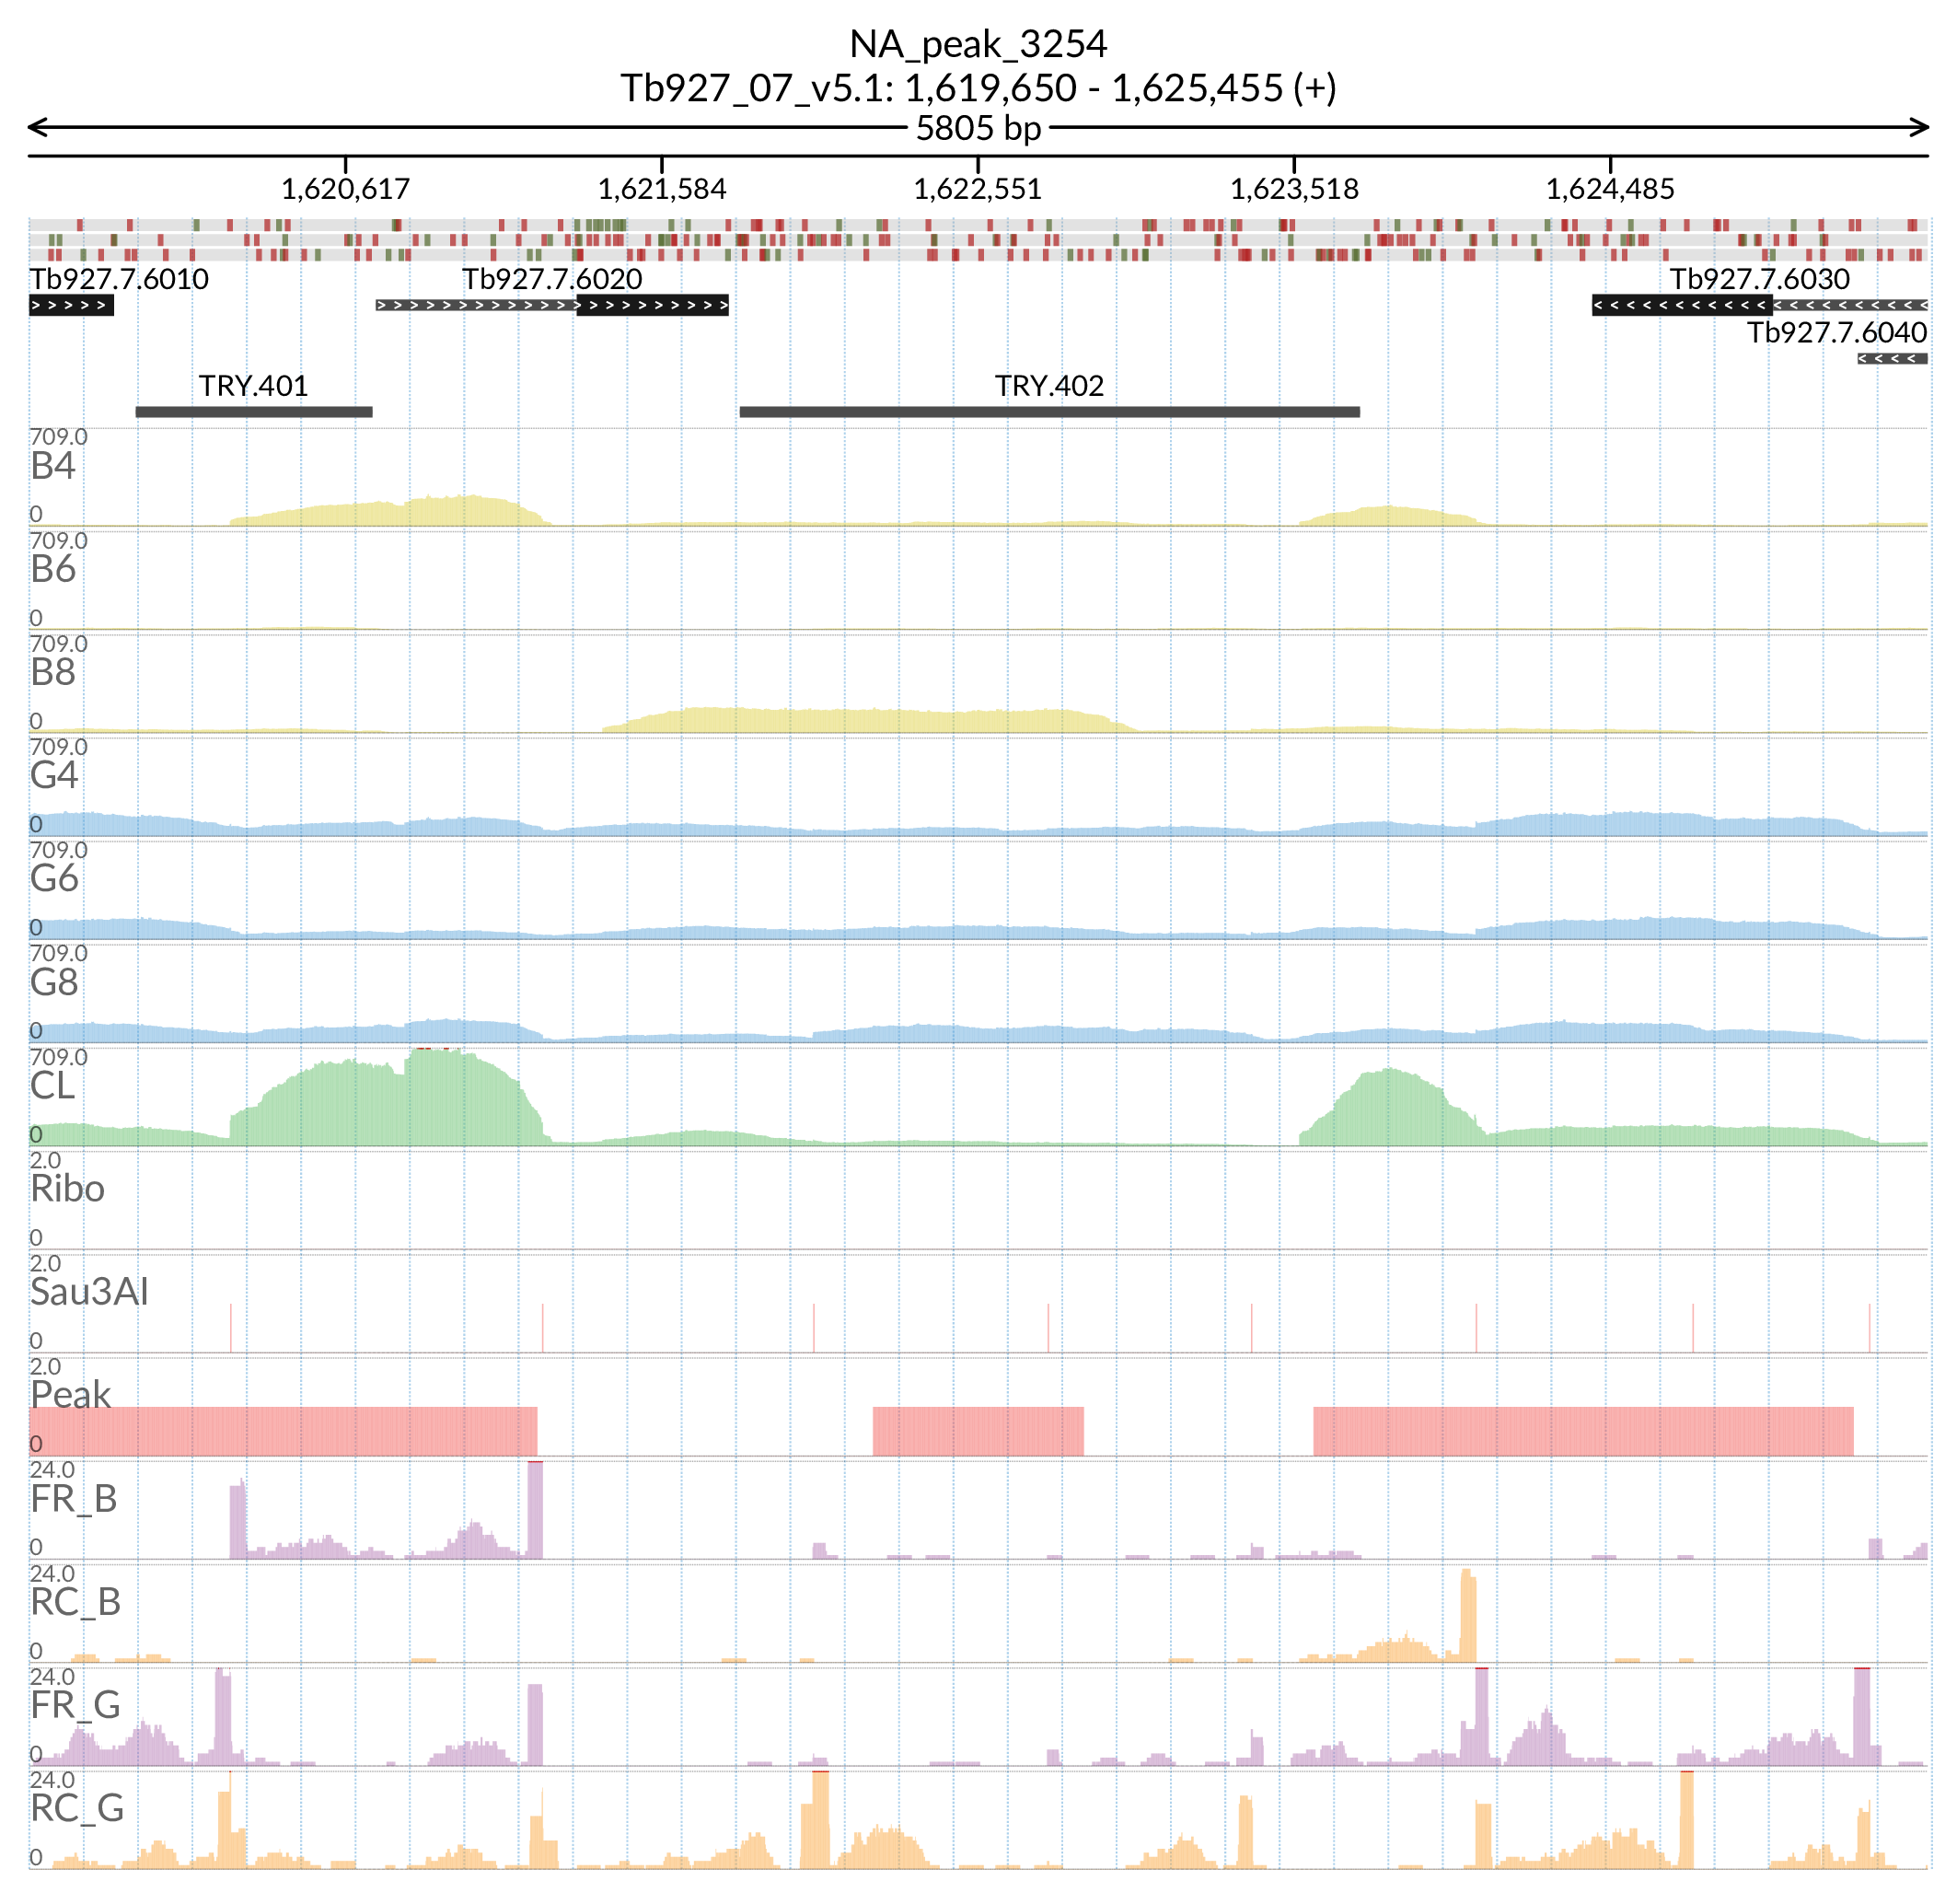 NA_peak_3254
Tb927_07_v5.1: 1,619,650 - 1,625,455 (+)
5805 bp
1,620,617 1,621,584 1,622,551 1,623,518 1,624,485
Tb927.7.6010 Tb927.7.6020 Tb927.7.6030
Tb927.7.6040
TRY.401 TRY.402
709.0
B4
0
709.0
B6
0
709.0
B8
0
709.0
G4
0
709.0
G6
0
709.0
G8
0
709.0
CL
0
2.0
Ribo
0
2.0
Sau3AI
0
2.0
Peak
0
24.0
FR_B
0
24.0
RC_B
0
24.0
FR_G
0
24.0
RC_G
0